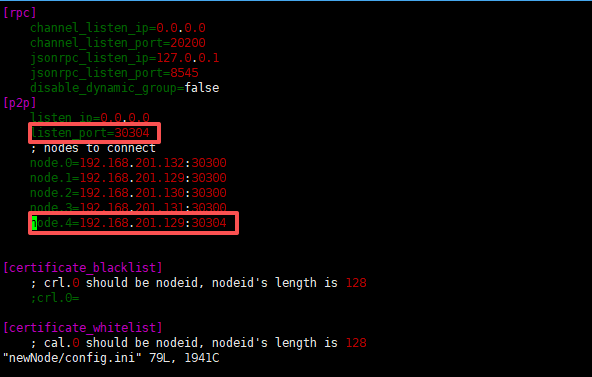 [rpc]
channel_listen_ip=0.0.0.0
channel_listen_port=20200
jsonrpc_listen_ip=127.0.0.1
jsonrpc_listen_port=8545
disable_dynamic_group=false
[p2p]
listen_ip=0.0.0.0
listen_port=30304
; nodes to connect
node.0=192.168.201.132:30300
node.1=192.168.201.129:30300
node.2=192.168.201.130:30300
node.3=192.168.201.131:30300
node.4=192.168.201.129:30304
[certificate_blacklist]
; crl.0 should be nodeid, nodeid's length is 128
;crl.0=
[certificate_whitelist]
; cal.0 should be nodeid, nodeid's length is 128
"newNode/config.ini" 79L, 1941C